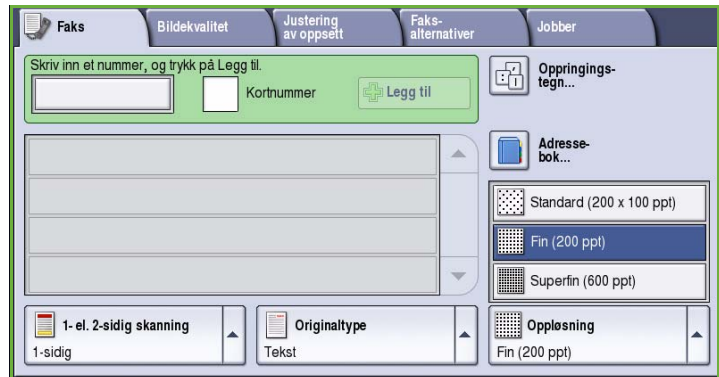 Faks
Bildekvalitet
Justering
av oppsett
Faks-
alternativer
Jobber
Skriv inn et nummer, og trykk på Legg til.
Kortnummer
Legg til
Oppringings-
tegn...
Adresse-
bok...
Standard (200 x 100 ppt)
Fin (200 ppt)
Superfin (600 ppt)
1- el. 2-sidig skanning
1-sidig
Originaltype
Tekst
Oppløsning
Fin (200 ppt)